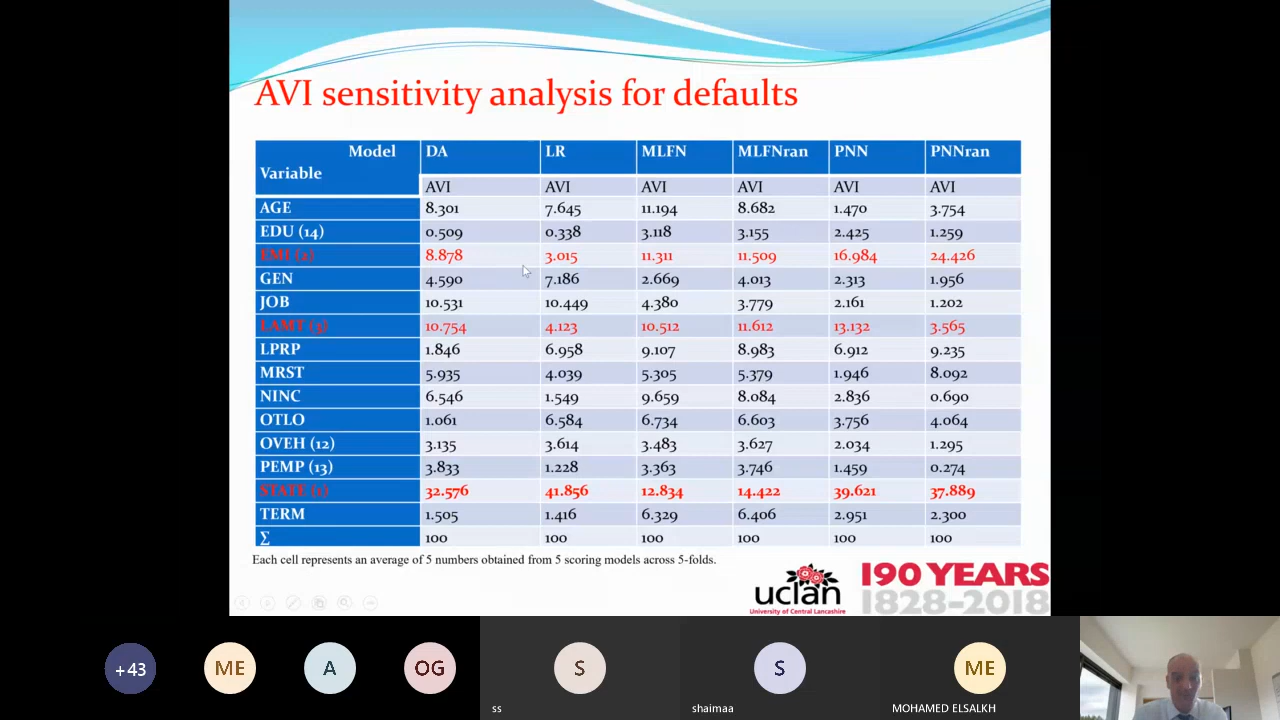 AVI sensitivity analysis for defaults
Model Variable DA LR MLFN MLFNran PNN PNNran
AVI AVI AVI AVI AVI AVI
AGE 8.301 7.645 11.194 8.682 1.470 3.754
EDU (14) 0.509 0.338 3.118 3.155 2.425 1.259
EMI (2) 8.878 3.015 11.311 11.509 16.984 24.426
GEN 4.590 7.186 2.669 4.013 2.313 1.956
JOB 10.531 10.449 4.380 3.779 2.161 1.202
LAMT (3) 10.754 4.123 10.512 11.612 13.132 3.565
LPRP 1.846 6.958 9.107 8.983 6.912 9.235
MRST 5.935 4.039 5.305 5.379 1.946 8.092
NINC 6.546 1.549 9.659 8.084 2.836 0.690
OTLO 1.061 6.584 6.734 6.603 3.756 4.064
OVEH (12) 3.135 3.614 3.483 3.627 2.034 1.295
PEMP (13) 3.833 1.228 3.363 3.746 1.459 0.274
STATE (1) 32.576 41.856 12.834 14.422 39.621 37.889
TERM 1.505 1.416 6.329 6.406 2.951 2.300
∑ 100 100 100 100 100 100
Each cell represents an average of 5 numbers obtained from 5 scoring models across 5-folds.
uclan
University of Central Lancashire
190 YEARS
1828-2018
+43 ME A OG S S ME
ss shaimaa MOHAMED ELSALKH